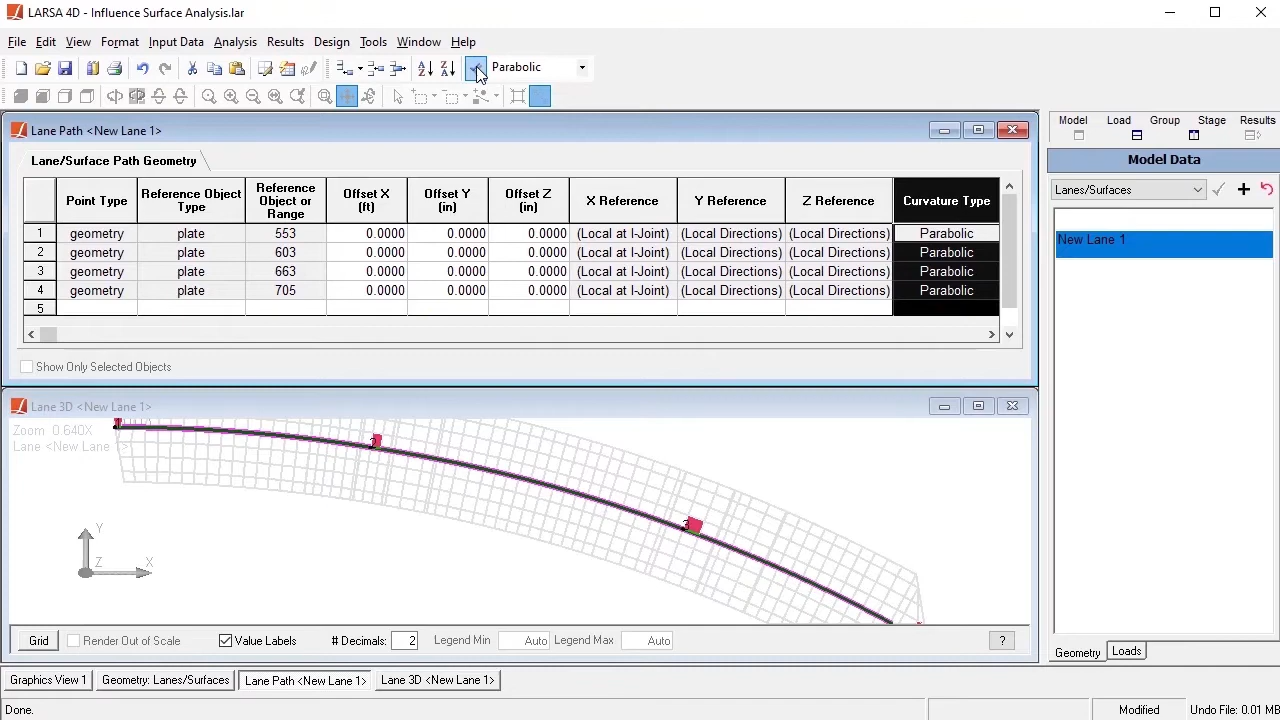 LARSA 4D - Influence Surface Analysis.lar
File Edit View Format Input Data Analysis Results Design Tools Window Help
Parabolic
Lane Path <New Lane 1>
Lane/Surface Path Geometry
Point Type Reference Object Type Reference Object or Range Offset X (ft) Offset Y (in) Offset Z (in) X Reference Y Reference Z Reference Curvature Type
1 geometry plate 553 0.0000 0.0000 0.0000 (Local at I-Joint) (Local Directions) (Local Directions) Parabolic
2 geometry plate 603 0.0000 0.0000 0.0000 (Local at I-Joint) (Local Directions) (Local Directions) Parabolic
3 geometry plate 663 0.0000 0.0000 0.0000 (Local at I-Joint) (Local Directions) (Local Directions) Parabolic
4 geometry plate 705 0.0000 0.0000 0.0000 (Local at I-Joint) (Local Directions) (Local Directions) Parabolic
5
Show Only Selected Objects
Lane 3D <New Lane 1>
Zoom 0.640X
Lane <New Lane 1>
2
3
Y
Z X
Grid Render Out of Scale Value Labels # Decimals: 2 Legend Min Auto Legend Max Auto ?
Graphics View 1 Geometry: Lanes/Surfaces Lane Path <New Lane 1> Lane 3D <New Lane 1>
Done. Modified Undo File: 0.01 MB
Model Load Group Stage Results
Model Data
Lanes/Surfaces
New Lane 1
Geometry Loads